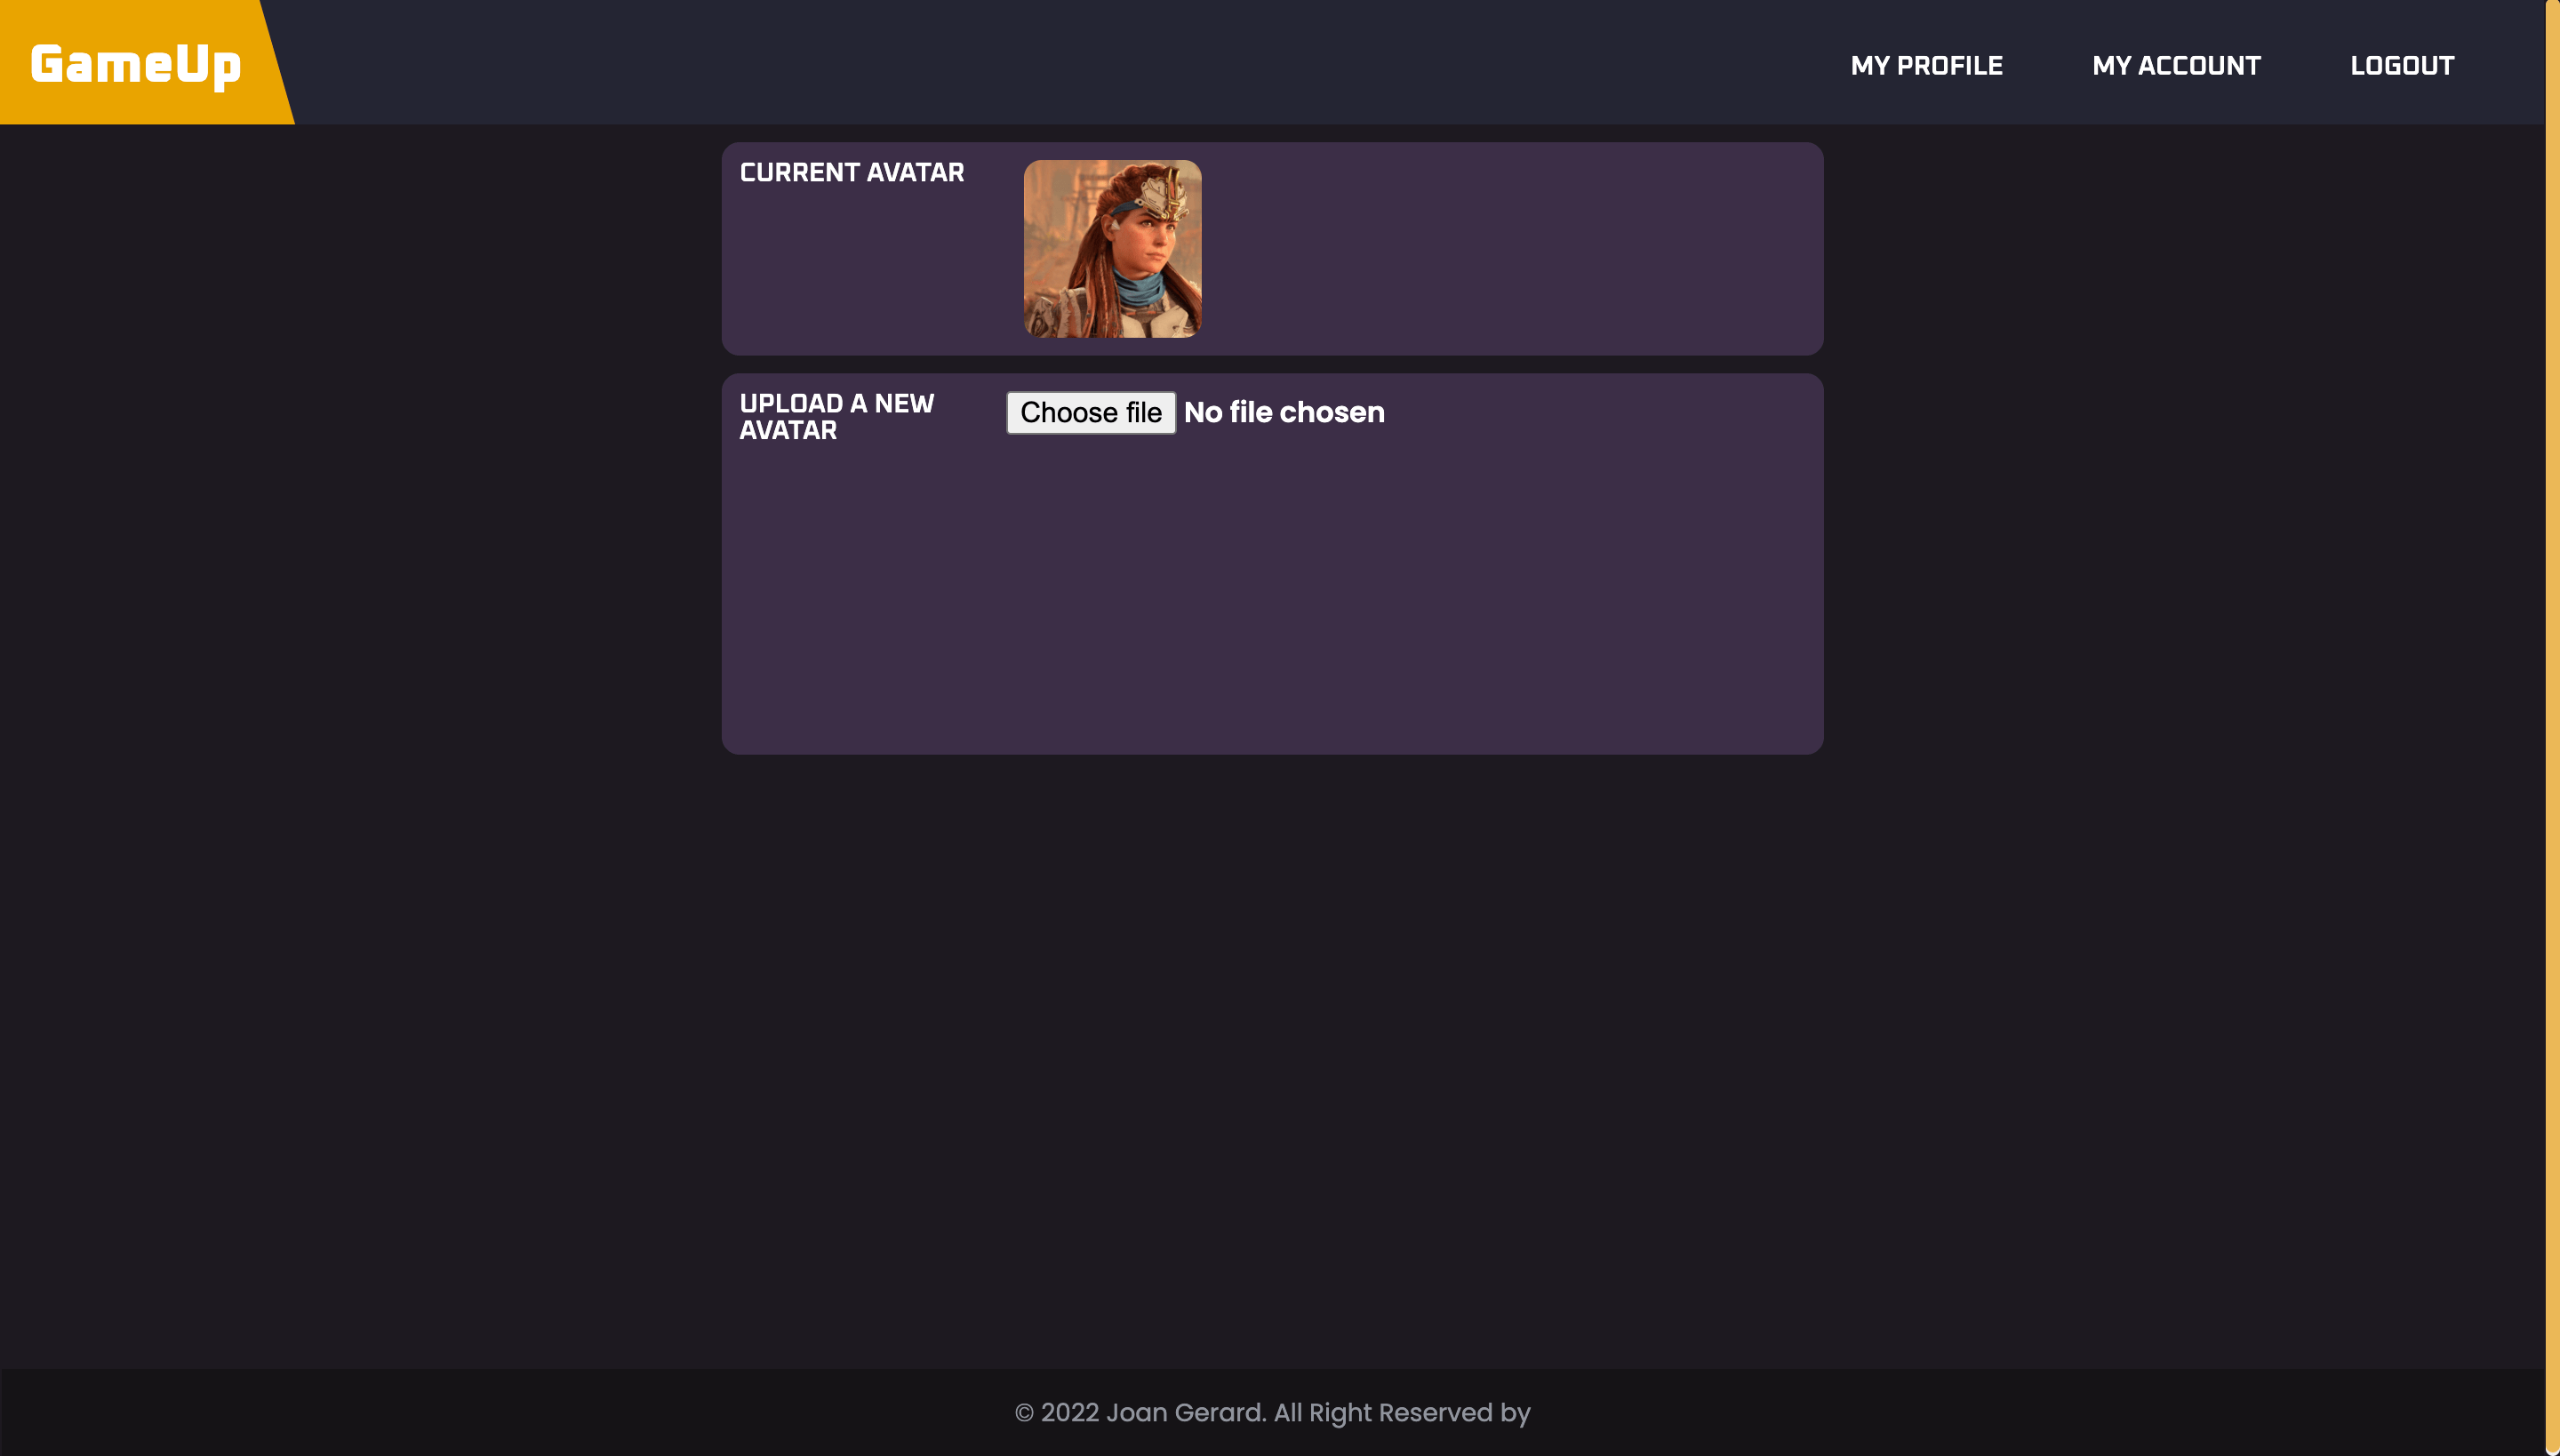 GameUp
MY PROFILE
MY ACCOUNT
LOGOUT
CURRENT AVATAR
UPLOAD A NEW
AVATAR
Choose file No file chosen
© 2022 Joan Gerard. All Right Reserved by